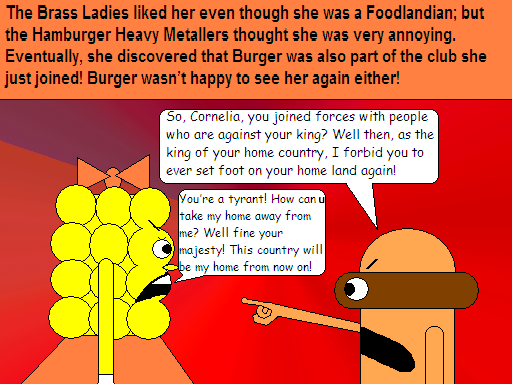 The Brass Ladies liked her even though she was a Foodlandian; but
the Hamburger Heavy Metallers thought she was very annoying.
Eventually, she discovered that Burger was also part of the club she
just joined! Burger wasn't happy to see her again either!
So, Cornelia, you joined forces with people
who are against your king? Well then, as the
king of your home country, I forbid you to
ever set foot on your home land again!
You're a tyrant! How can u
take my home away from
me? Well fine your
majesty! This country will
be my home from now on!